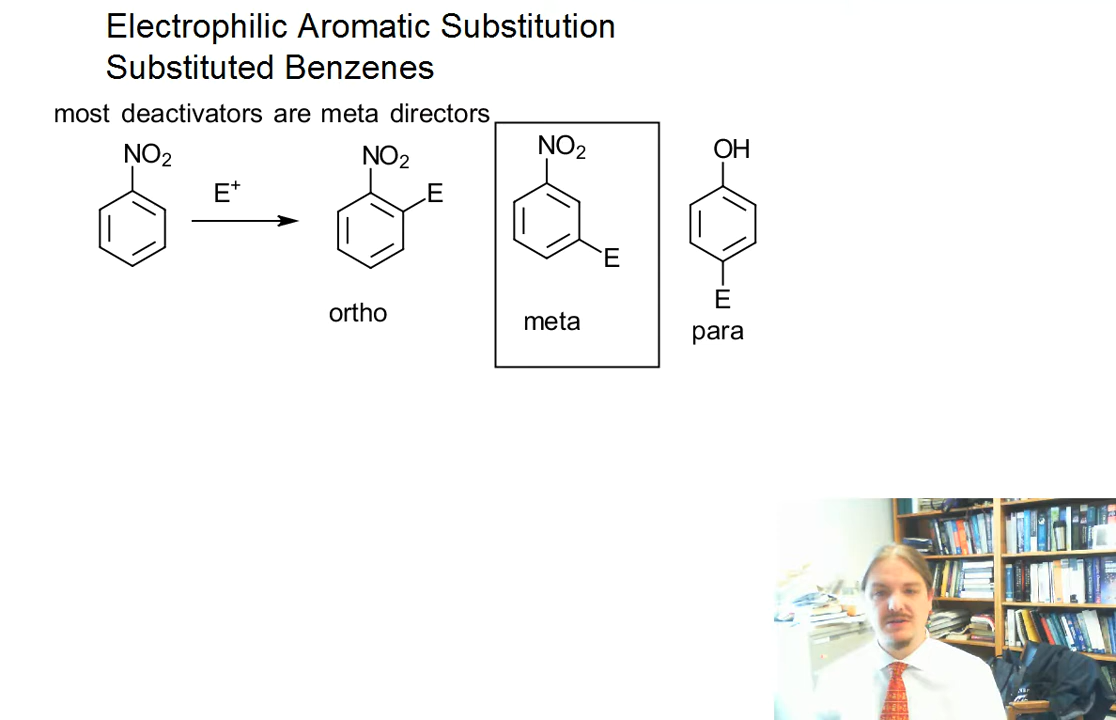 Electrophilic Aromatic Substitution
Substituted Benzenes
most deactivators are meta directors
NO2
E+
NO2
E
ortho
NO2
E
meta
OH
E
para